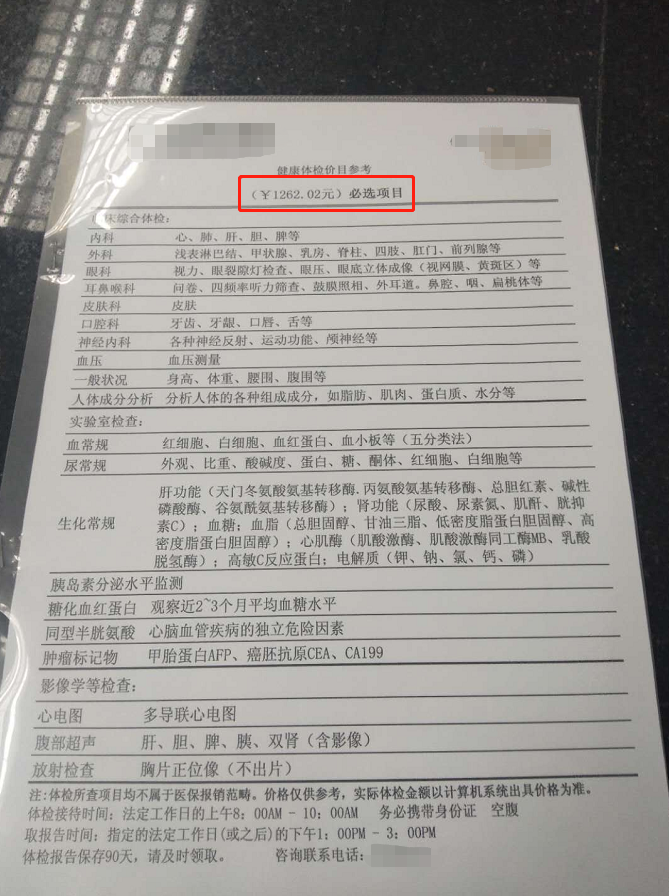 健康体检价目参考
（￥1262.02元）必选项目
床综合体检：
内科 心、肺、肝、胆、脾等
外科 浅表淋巴结、甲状腺、乳房、脊柱、四肢、肛门、前列腺等
眼科 视力、眼裂隙灯检查、眼压、眼底立体成像（视网膜、黄斑区）等
耳鼻喉科 问卷、四频率听力筛查、鼓膜照相、外耳道。鼻腔、咽、扁桃体等
皮肤科 皮肤
口腔科 牙齿、牙龈、口唇、舌等
神经内科 各种神经反射、运动功能、颅神经等
血压 血压测量
一般状况 身高、体重、腰围、腹围等
人体成分分析 分析人体的各种组成成分，如脂肪、肌肉、蛋白质、水分等
实验室检查：
血常规 红细胞、白细胞、血红蛋白、血小板等（五分类法）
尿常规 外观、比重、酸碱度、蛋白、糖、酮体、红细胞、白细胞等
生化常规 肝功能（天门冬氨酸氨基转移酶.丙氨酸氨基转移酶、总胆红素、碱性
磷酸酶、谷氨酰氨基转移酶）；肾功能（尿酸、尿素氮、肌酐、胱抑
素C）；血糖；血脂（总胆固醇、甘油三脂、低密度脂蛋白胆固醇、高
密度脂蛋白胆固醇）；心肌酶（肌酸激酶、肌酸激酶同工酶MB、乳酸
脱氢酶）；高敏C反应蛋白；电解质（钾、钠、氯、钙、磷）
胰岛素分泌水平监测
糖化血红蛋白 观察近2~3个月平均血糖水平
同型半胱氨酸 心脑血管疾病的独立危险因素
肿瘤标记物 甲胎蛋白AFP、癌胚抗原CEA、CA199
影像学等检查：
心电图 多导联心电图
腹部超声 肝、胆、脾、胰、双肾（含影像）
放射检查 胸片正位像（不出片）
注：体检所查项目均不属于医保报销范畴。价格仅供参考，实际体检金额以计算机系统出具价格为准。
体检接待时间：法定工作日的上午8：00AM - 10：00AM 务必携带身份证 空腹
取报告时间：指定的法定工作日(或之后)的下午1：00PM - 3：00PM
体检报告保存90天，请及时领取。 咨询联系电话：